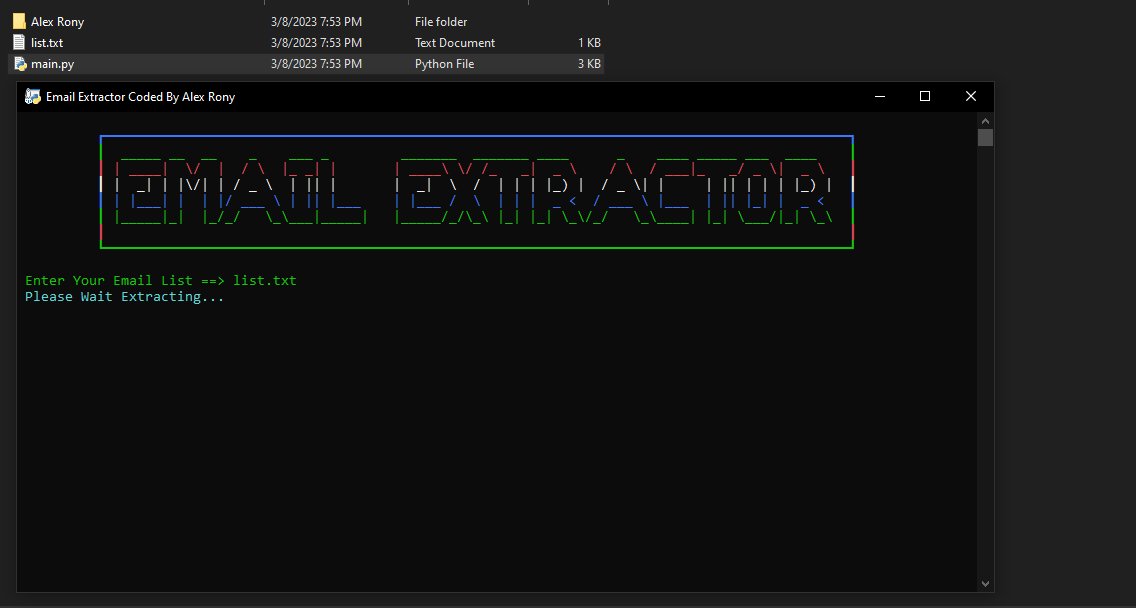 Alex Rony 3/8/2023 7:53 PM File folder
list.txt 3/8/2023 7:53 PM Text Document 1 KB
main.py 3/8/2023 7:53 PM Python File 3 KB
Email Extractor Coded By Alex Rony
EMAIL EXTRACTOR
Enter Your Email List ==> list.txt
Please Wait Extracting...